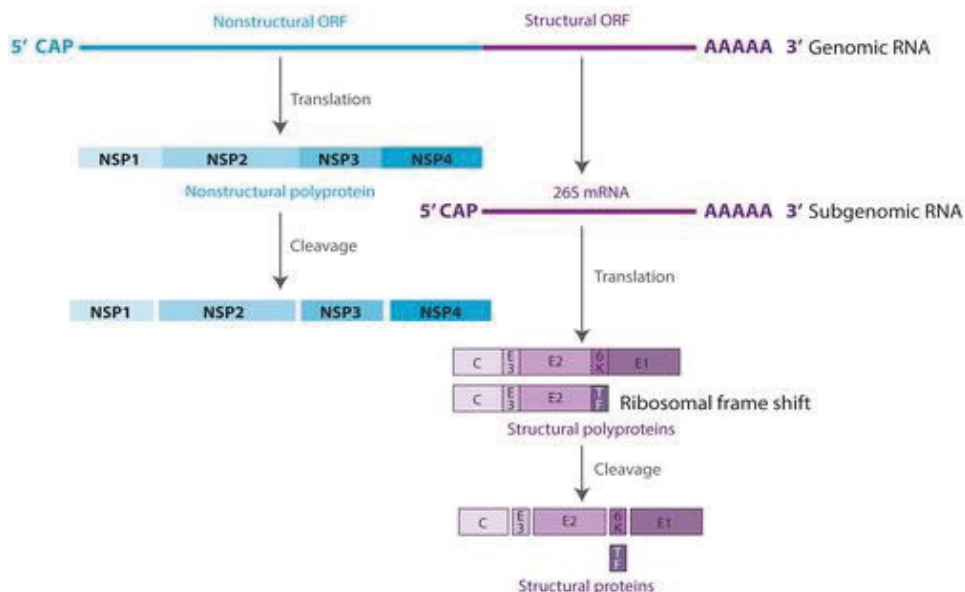 Nonstructural ORF
Structural ORF
5′ CAP
AAAAA 3′ Genomic RNA
Translation
NSP1 NSP2 NSP3 NSP4
Nonstructural polyprotein
26S mRNA
5′ CAP
AAAAA 3′ Subgenomic RNA
Cleavage
Translation
NSP1 NSP2 NSP3 NSP4
C E3 E2 6K E1
C E3 E2 TF Ribosomal frame shift
Structural polyproteins
Cleavage
C E3 E2 6K E1
TF
Structural proteins